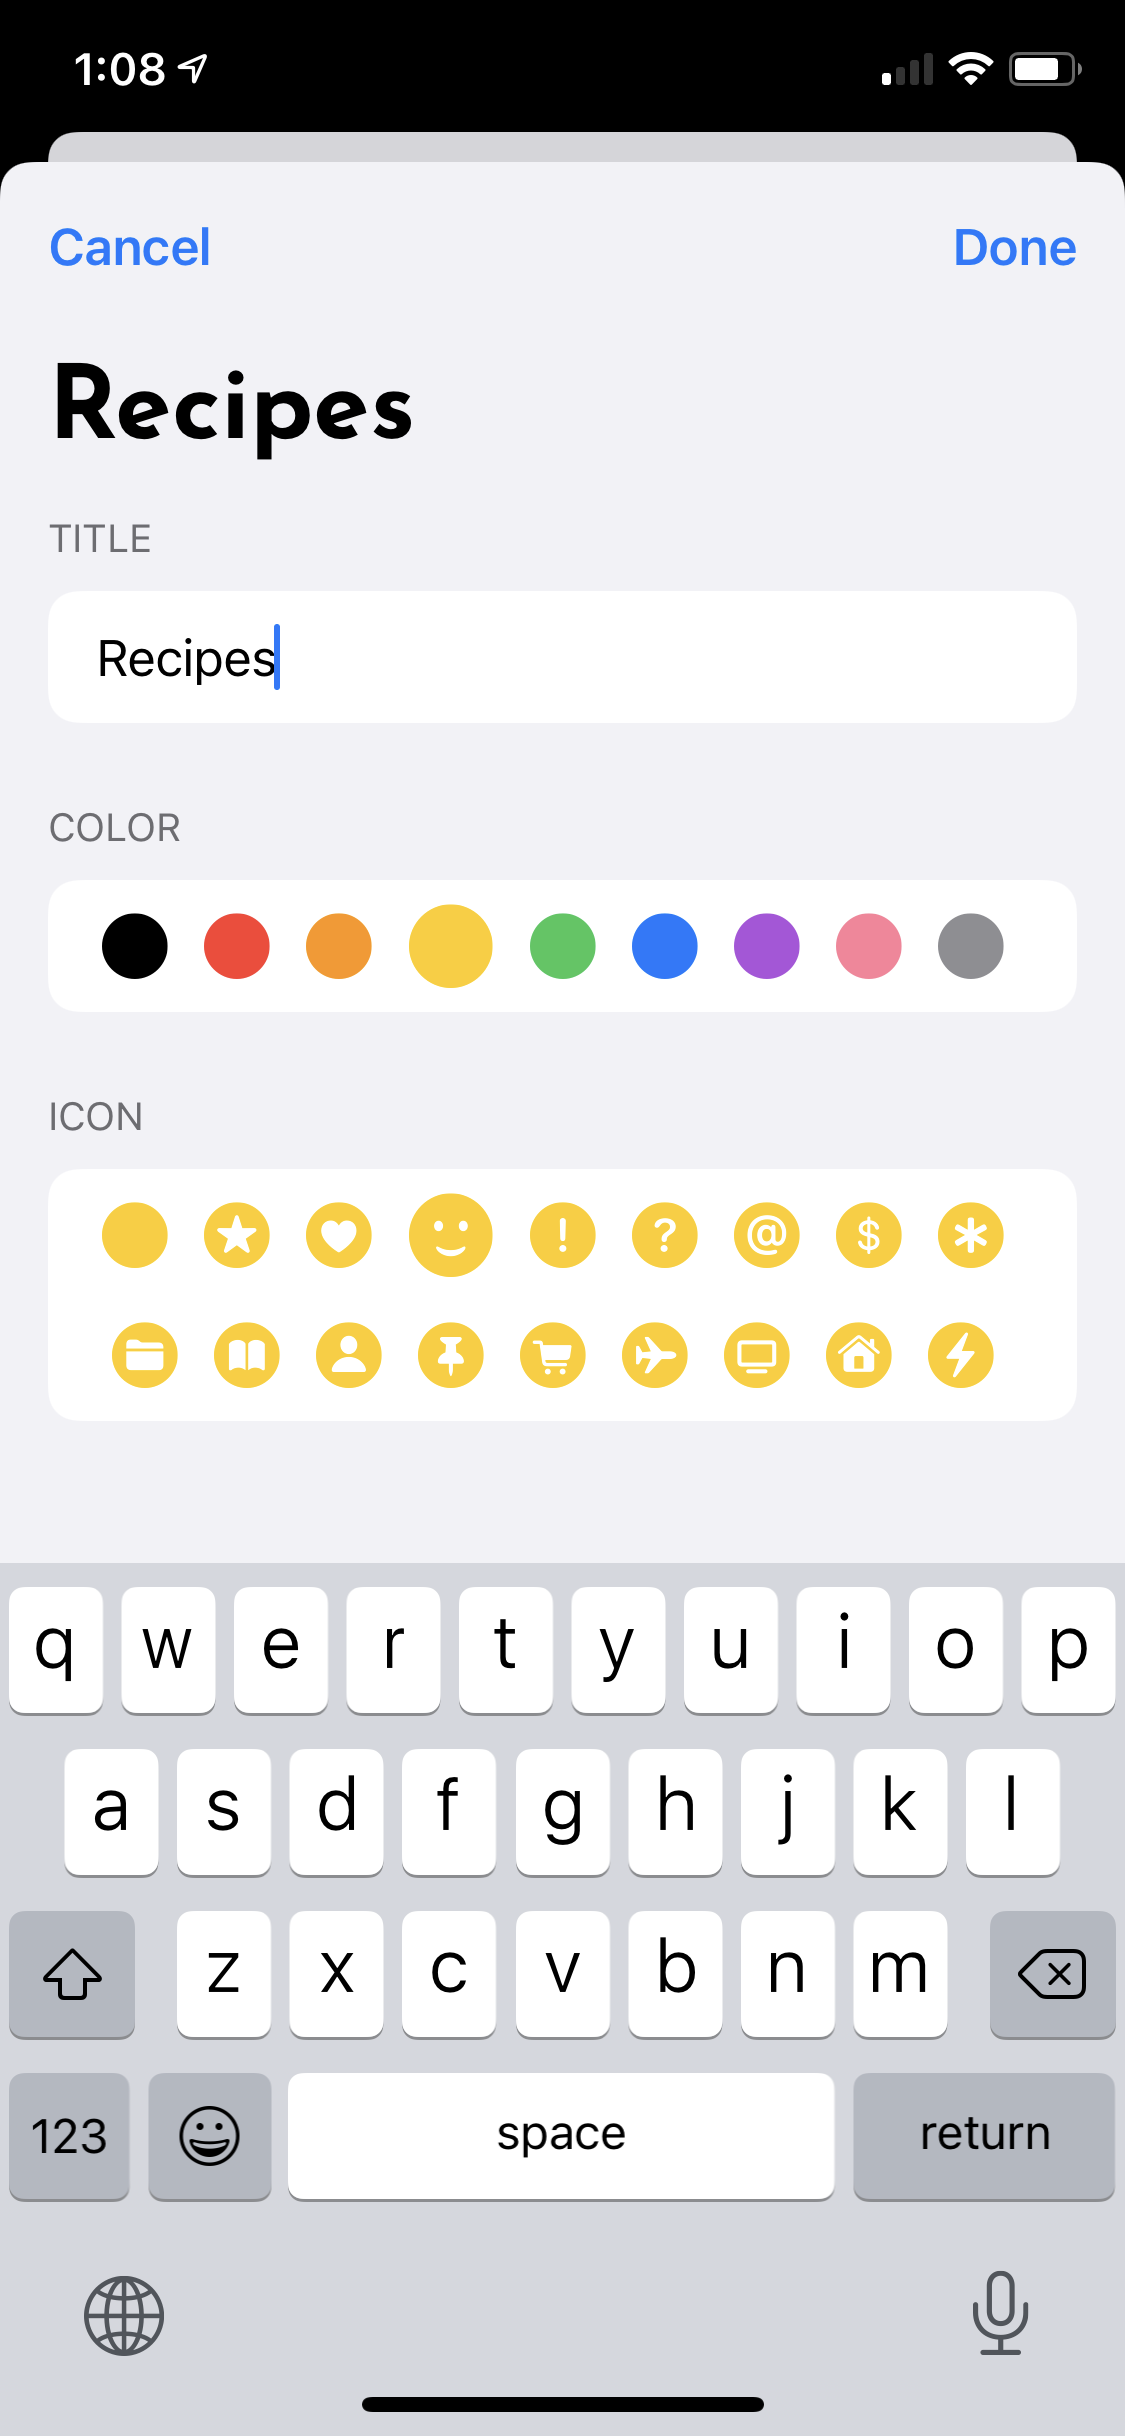 1:08
Cancel Done
Recipes
TITLE
Recipes
COLOR
ICON
! ? @ $ *
q w e r t y u i o p
a s d f g h j k l
z x c v b n m
123 space return